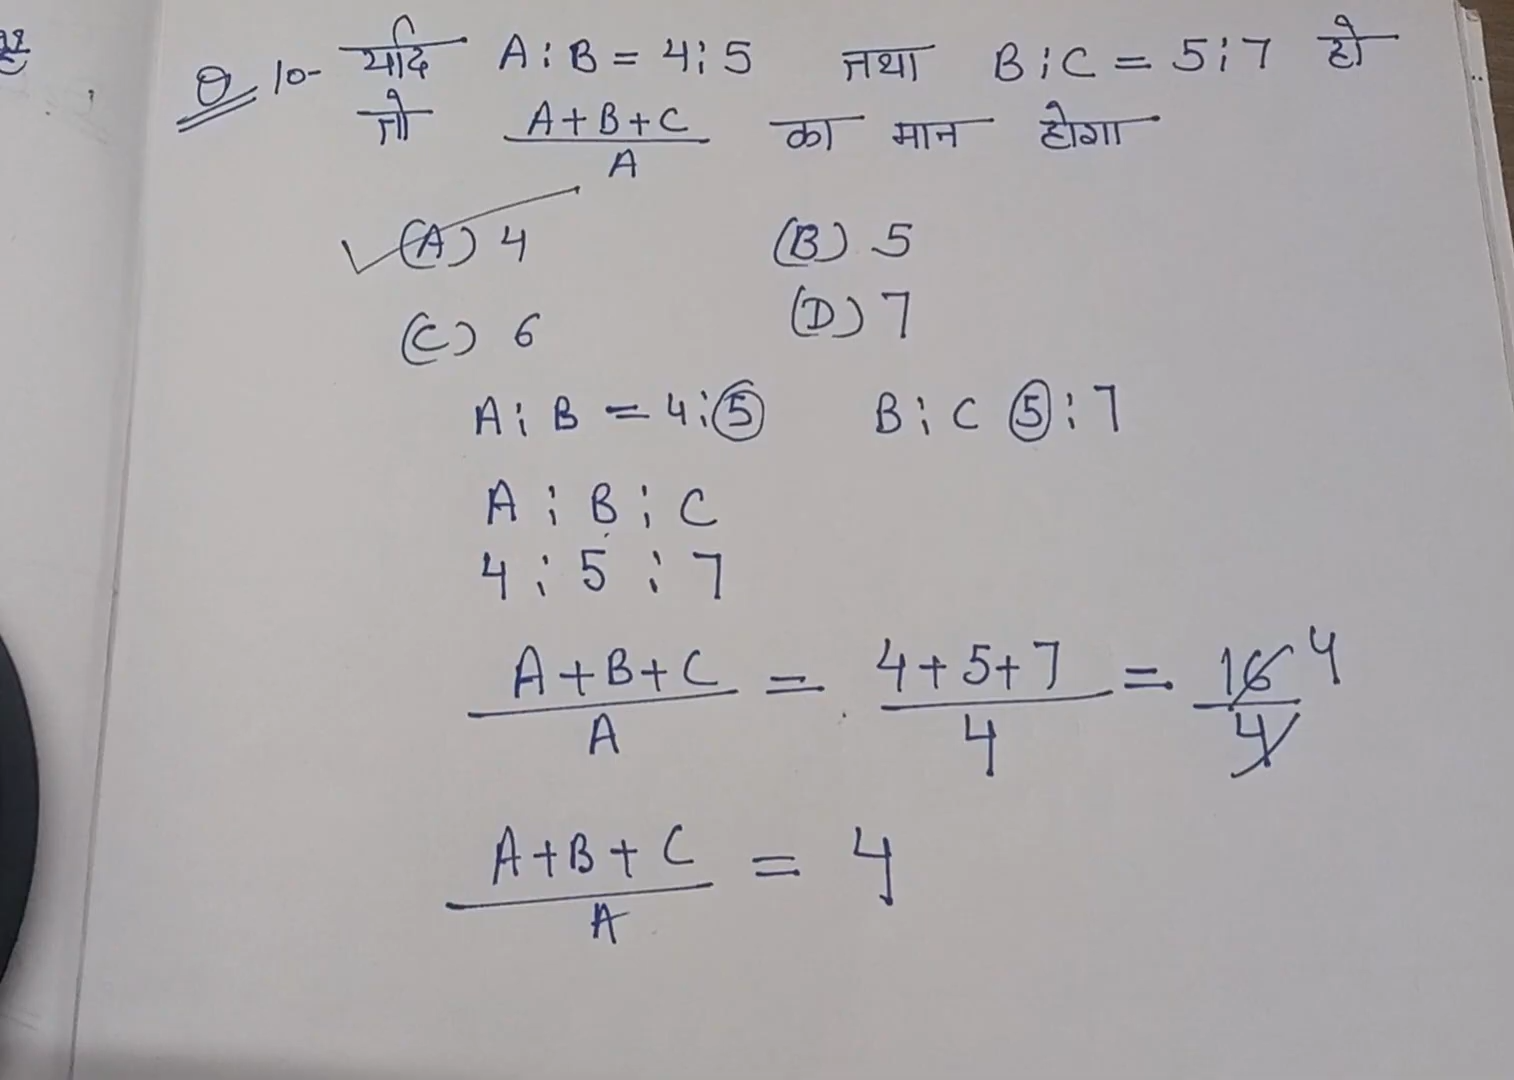 Q 10- यदि A:B = 4:5 तथा B:C = 5:7 हो
तो A+B+C/A का मान होगा
(A) 4 (B) 5
(C) 6 (D) 7
A:B = 4:5 B:C 5:7
A:B:C
4:5:7
A+B+C/A = 4+5+7/4 = 16/4 4
A+B+C/A = 4